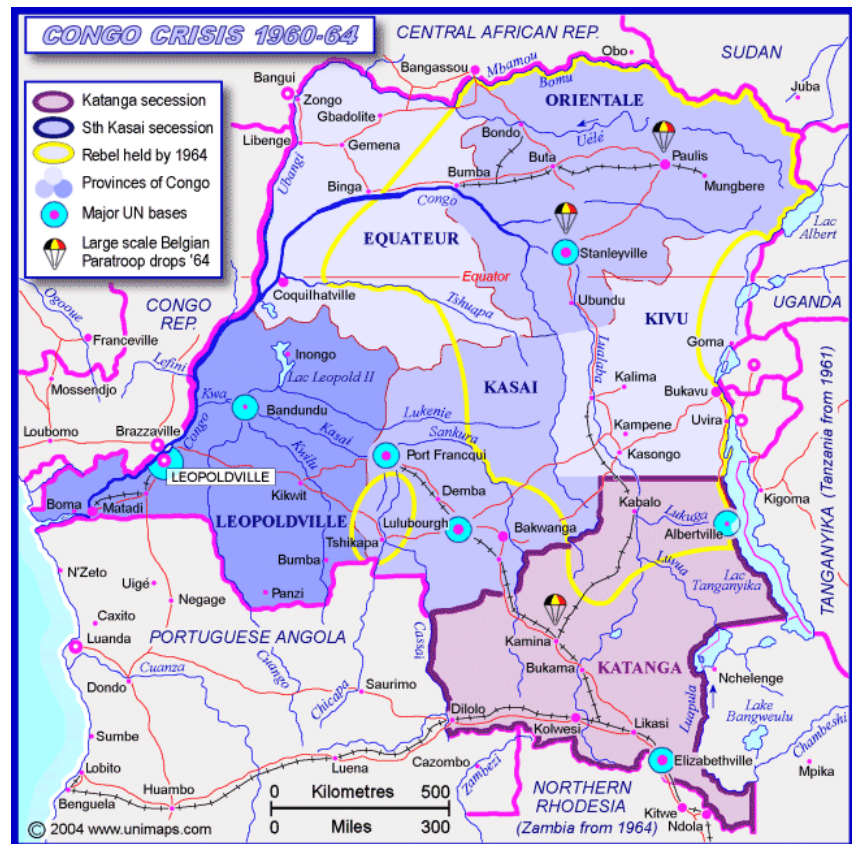 CONGO CRISIS 1960-64
Katanga secession
Sth Kasai secession
Rebel held by 1964
Provinces of Congo
Major UN bases
Large scale Belgian
Paratroop drops '64
CENTRAL AFRICAN REP.
SUDAN
Obo
Juba
Bangassou
Mbamou
Bomu
Bangui
Zongo
Gbadolite
Libenge
Gemena
Ubangi
Binga
Bumba
Congo
ORIENTALE
Bondo
Uélé
Buta
Paulis
Mungbere
Stanleyville
Lac
Albert
EQUATEUR
Equator
Coquilhatville
Tshuapa
Ubundu
KIVU
UGANDA
Goma
CONGO
REP.
Ogooue
Franceville
Lefini
Mossendjo
Loubomo
Brazzaville
Inongo
Lac Leopold II
Kwa
Bandundu
Congo
Kasai
Lukenie
Sankura
KASAI
Lualaba
Kalima
Bukavu
Kampene
Uvira
Kasongo
Kwilu
Port Francqui
LEOPOLDVILLE
Kikwit
Demba
Boma
Matadi
LEOPOLDVILLE
Lulubourgh
Bakwanga
Tshikapa
Kabalo
Lukuga
Albertville
Kigoma
TANGANYIKA (Tanzania from 1961)
Bumba
Panzi
Luvua
Lac
Tanganyika
N'Zeto
Uigé
Negage
Caxito
Luanda
PORTUGUESE ANGOLA
Cuanza
Cuango
Chicapa
Cassai
Kamina
Bukama
KATANGA
Nchelenge
Luapula
Lake
Bangweulu
Chambeshi
Dondo
Saurimo
Dilolo
Kolwesi
Likasi
Sumbe
Lobito
Benguela
Huambo
Luena
Cazombo
Zambezi
Elizabethville
Mpika
NORTHERN
RHODESIA
(Zambia from 1964)
Kitwe
Ndola
0 Kilometres 500
0 Miles 300
© 2004 www.unimaps.com